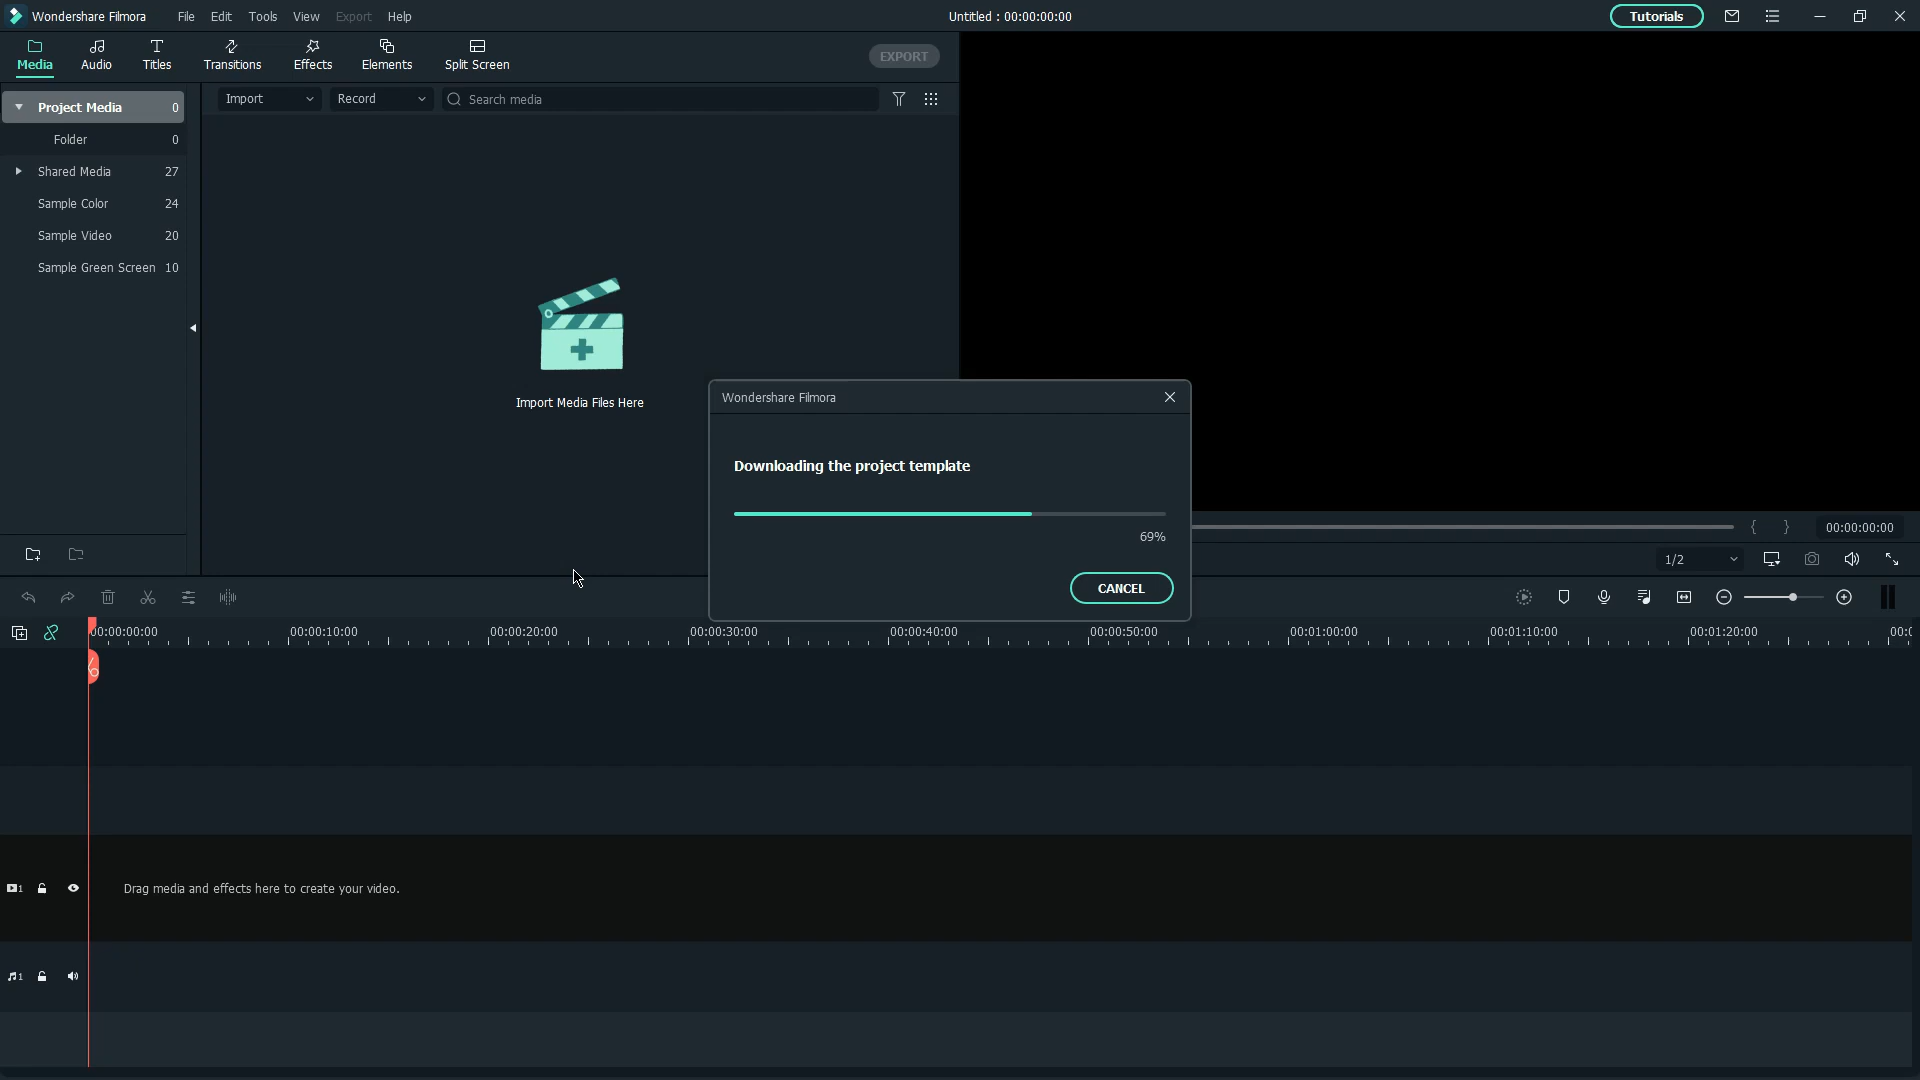 Wondershare Filmora File Edit Tools View Export Help Untitled : 00:00:00:00 Tutorials
Media Audio Titles Transitions Effects Elements Split Screen EXPORT
Project Media 0 Import Record Search media
Folder 0
Shared Media 27
Sample Color 24
Sample Video 20
Sample Green Screen 10
Import Media Files Here
Wondershare Filmora
Downloading the project template
69%
CANCEL
{ } 00:00:00:00
1/2
00:00:00:00 00:00:10:00 00:00:20:00 00:00:30:00 00:00:40:00 00:00:50:00 00:01:00:00 00:01:10:00 00:01:20:00 00:0
1 Drag media and effects here to create your video.
1